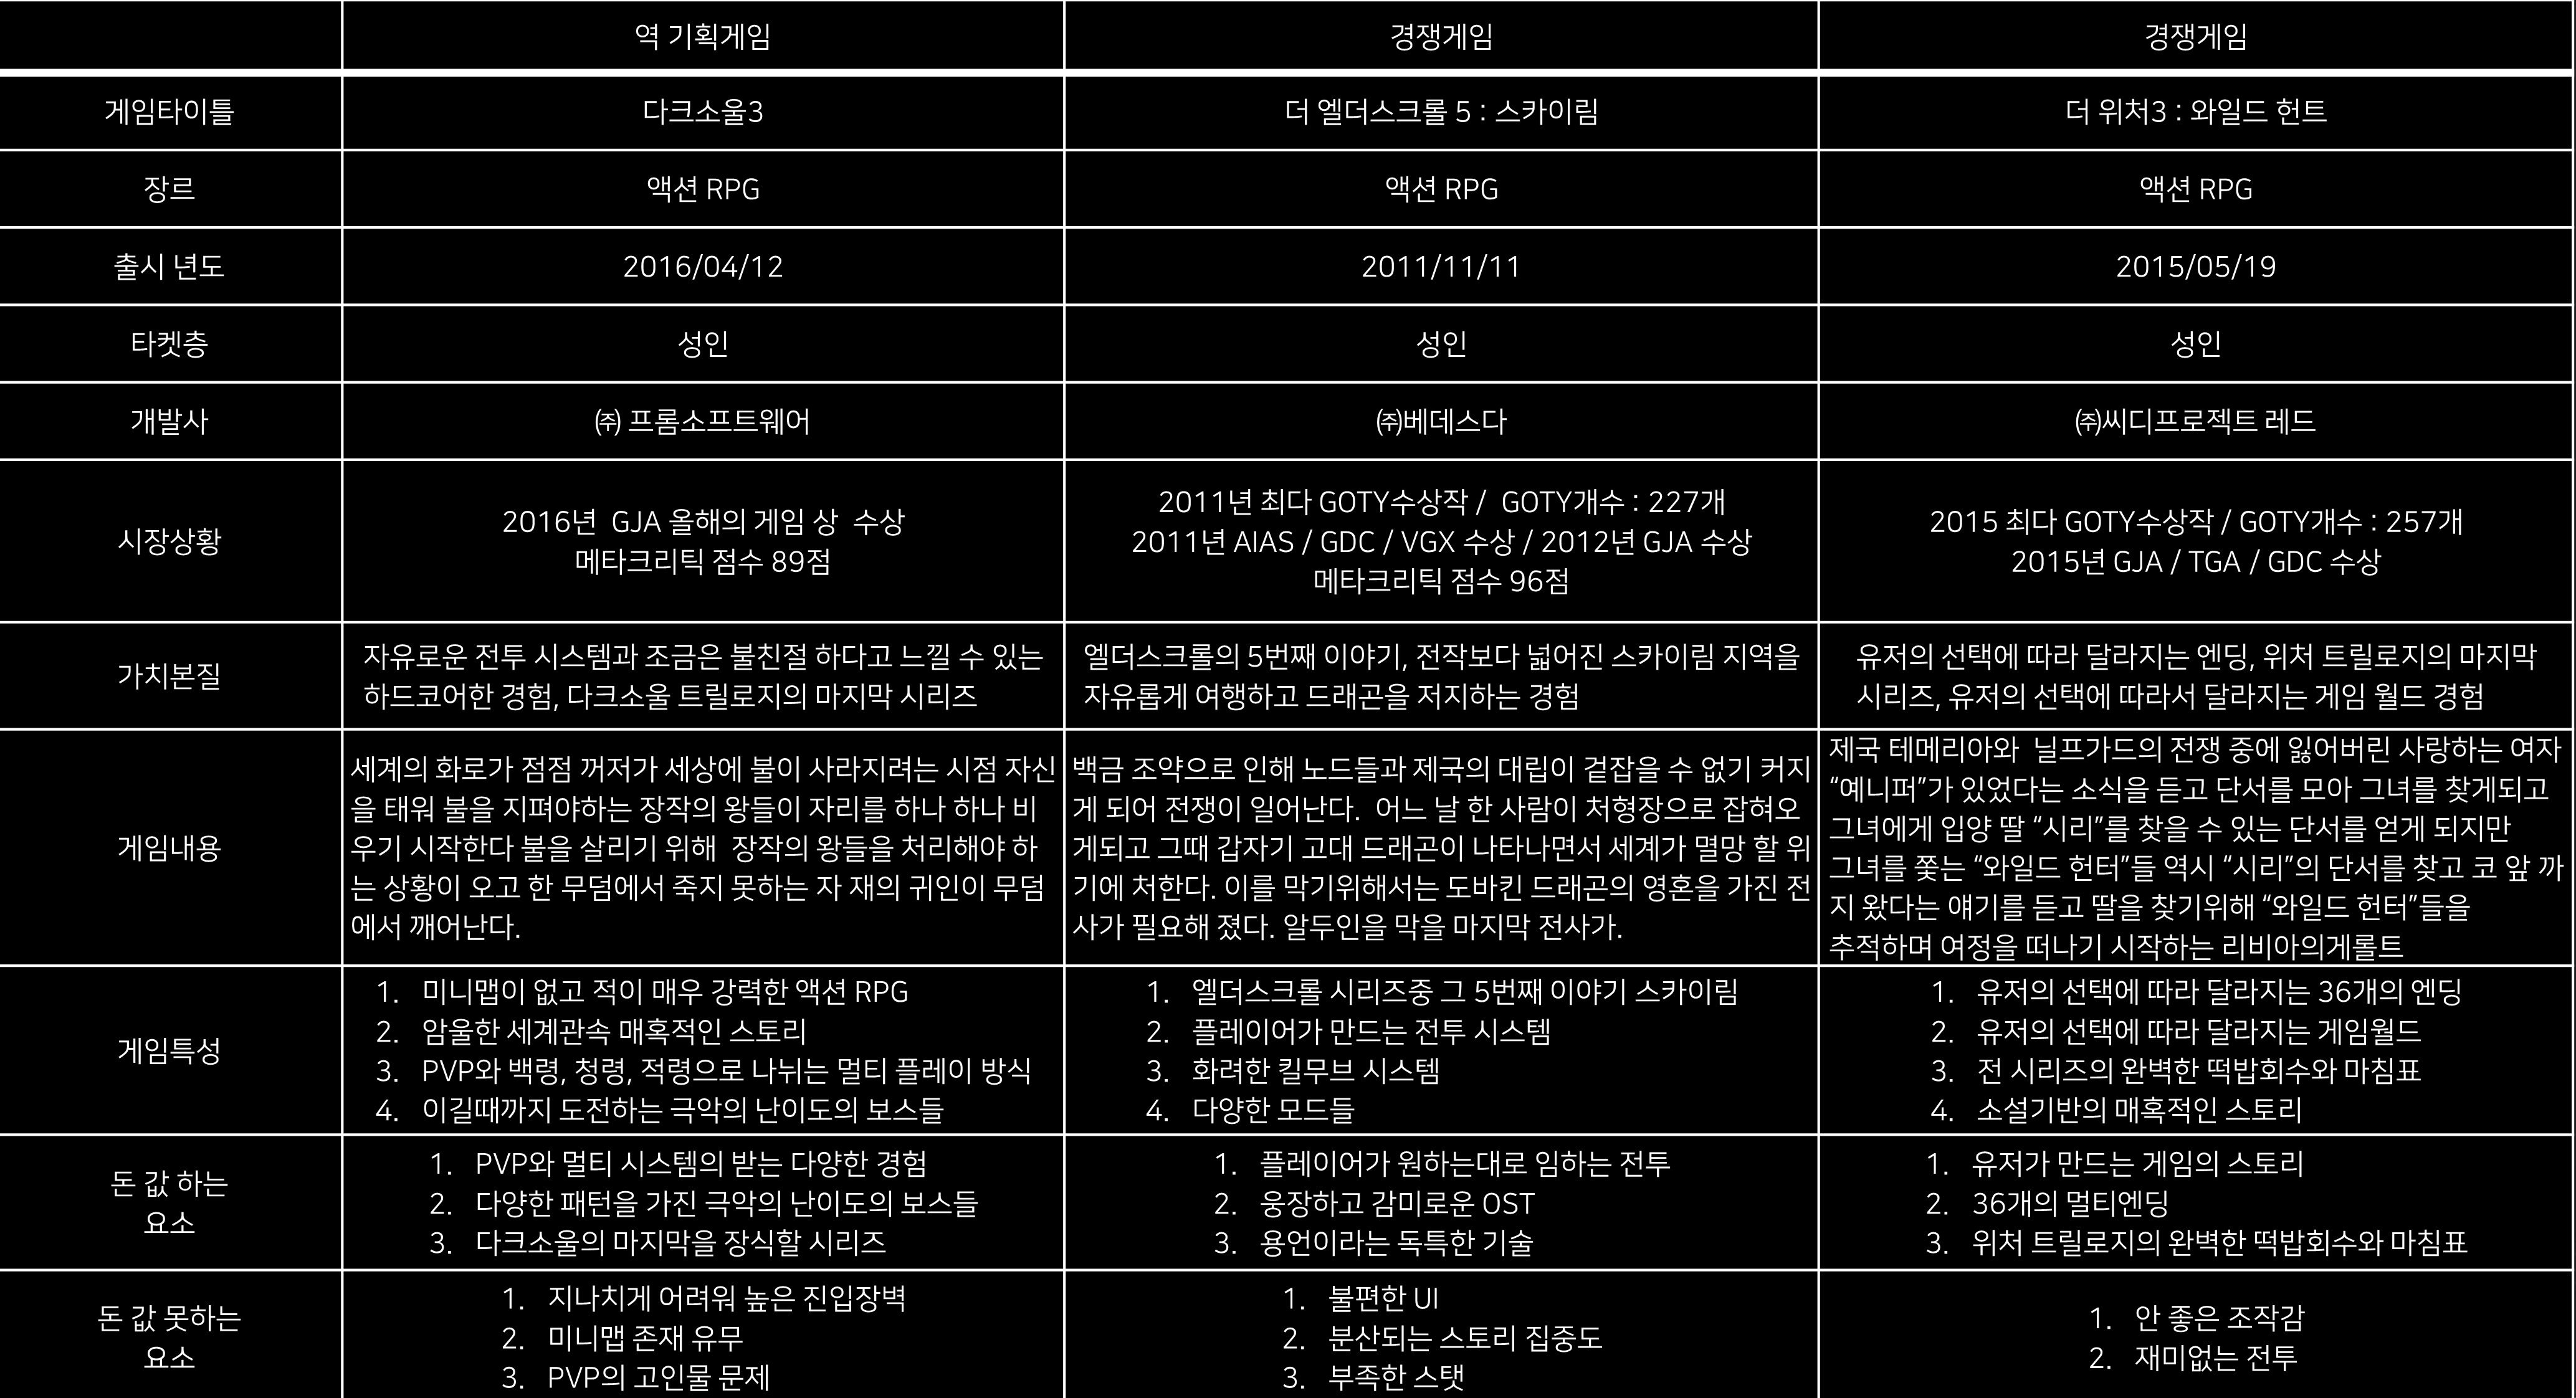 역 기획게임 경쟁게임 경쟁게임
게임타이틀 다크소울3 더 엘더스크롤 5 : 스카이림 더 위처3 : 와일드 헌트
장르 액션 RPG 액션 RPG 액션 RPG
출시 년도 2016/04/12 2011/11/11 2015/05/19
타켓층 성인 성인 성인
개발사 ㈜ 프롬소프트웨어 ㈜베데스다 ㈜씨디프로젝트 레드
시장상황
2016년 GJA 올해의 게임 상 수상
메타크리틱 점수 89점
2011년 최다 GOTY수상작 / GOTY개수 : 227개
2011년 AIAS / GDC / VGX 수상 / 2012년 GJA 수상
메타크리틱 점수 96점
2015 최다 GOTY수상작 / GOTY개수 : 257개
2015년 GJA / TGA / GDC 수상
가치본질
자유로운 전투 시스템과 조금은 불친절 하다고 느낄 수 있는
하드코어한 경험, 다크소울 트릴로지의 마지막 시리즈
엘더스크롤의 5번째 이야기, 전작보다 넓어진 스카이림 지역을
자유롭게 여행하고 드래곤을 저지하는 경험
유저의 선택에 따라 달라지는 엔딩, 위처 트릴로지의 마지막
시리즈, 유저의 선택에 따라서 달라지는 게임 월드 경험
게임내용
세계의 화로가 점점 꺼저가 세상에 불이 사라지려는 시점 자신
을 태워 불을 지펴야하는 장작의 왕들이 자리를 하나 하나 비
우기 시작한다 불을 살리기 위해 장작의 왕들을 처리해야 하
는 상황이 오고 한 무덤에서 죽지 못하는 자 재의 귀인이 무덤
에서 깨어난다.
백금 조약으로 인해 노드들과 제국의 대립이 겉잡을 수 없기 커지
게 되어 전쟁이 일어난다. 어느 날 한 사람이 처형장으로 잡혀오
게되고 그때 갑자기 고대 드래곤이 나타나면서 세계가 멸망 할 위
기에 처한다. 이를 막기위해서는 도바킨 드래곤의 영혼을 가진 전
사가 필요해 졌다. 알두인을 막을 마지막 전사가.
제국 테메리아와 닐프가드의 전쟁 중에 잃어버린 사랑하는 여자
“예니퍼”가 있었다는 소식을 듣고 단서를 모아 그녀를 찾게되고
그녀에게 입양 딸 “시리”를 찾을 수 있는 단서를 얻게 되지만
그녀를 쫓는 “와일드 헌터”들 역시 “시리”의 단서를 찾고 코 앞 까
지 왔다는 얘기를 듣고 딸을 찾기위해 “와일드 헌터”들을
추적하며 여정을 떠나기 시작하는 리비아의게롤트
게임특성
1. 미니맵이 없고 적이 매우 강력한 액션 RPG
2. 암울한 세계관속 매혹적인 스토리
3. PVP와 백령, 청령, 적령으로 나뉘는 멀티 플레이 방식
4. 이길때까지 도전하는 극악의 난이도의 보스들
1. 엘더스크롤 시리즈중 그 5번째 이야기 스카이림
2. 플레이어가 만드는 전투 시스템
3. 화려한 킬무브 시스템
4. 다양한 모드들
1. 유저의 선택에 따라 달라지는 36개의 엔딩
2. 유저의 선택에 따라 달라지는 게임월드
3. 전 시리즈의 완벽한 떡밥회수와 마침표
4. 소설기반의 매혹적인 스토리
돈 값 하는
요소
1. PVP와 멀티 시스템의 받는 다양한 경험
2. 다양한 패턴을 가진 극악의 난이도의 보스들
3. 다크소울의 마지막을 장식할 시리즈
1. 플레이어가 원하는대로 임하는 전투
2. 웅장하고 감미로운 OST
3. 용언이라는 독특한 기술
1. 유저가 만드는 게임의 스토리
2. 36개의 멀티엔딩
3. 위처 트릴로지의 완벽한 떡밥회수와 마침표
돈 값 못하는
요소
1. 지나치게 어려워 높은 진입장벽
2. 미니맵 존재 유무
3. PVP의 고인물 문제
1. 불편한 UI
2. 분산되는 스토리 집중도
3. 부족한 스탯
1. 안 좋은 조작감
2. 재미없는 전투